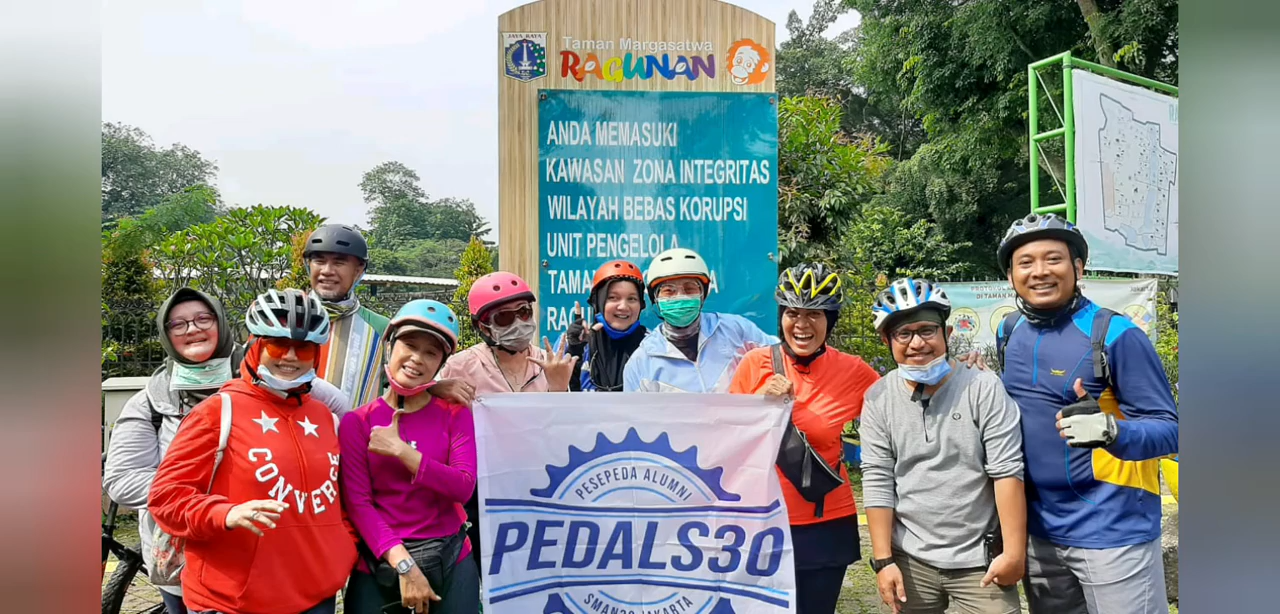 JAYA RAYA
Taman Margasatwa
RAGUNAN
ANDA MEMASUKI
KAWASAN ZONA INTEGRITAS
WILAYAH BEBAS KORUPSI
UNIT PENGELOLA
CONVERSE
PESEPEDA ALUMNI
PEDALS30